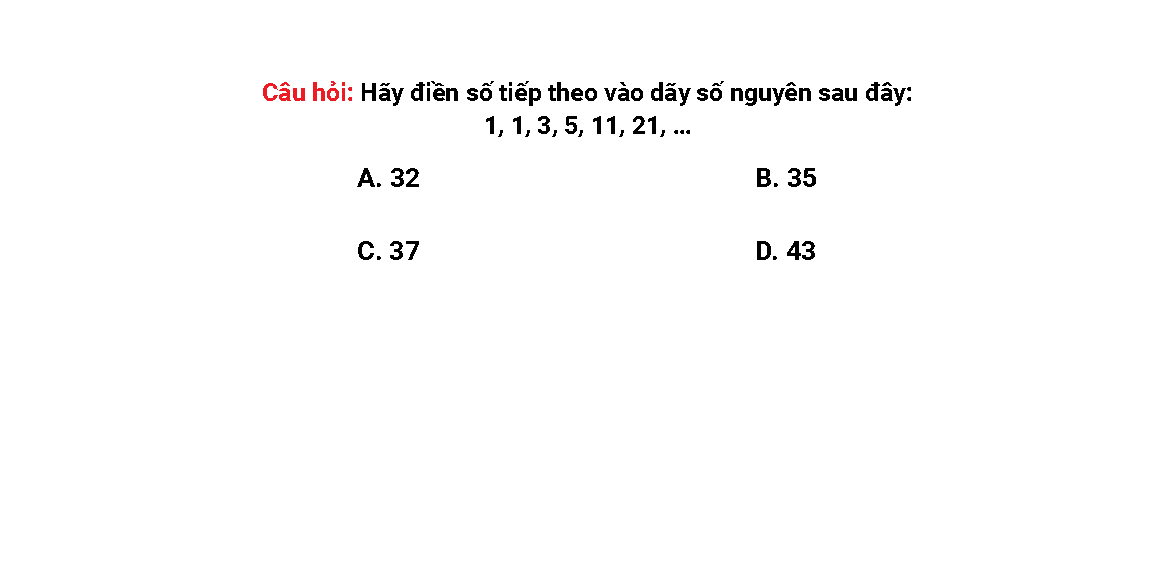 Câu hỏi: Hãy điền số tiếp theo vào dãy số nguyên sau đây:
1, 1, 3, 5, 11, 21, ...
A. 32
B. 35
C. 37
D. 43